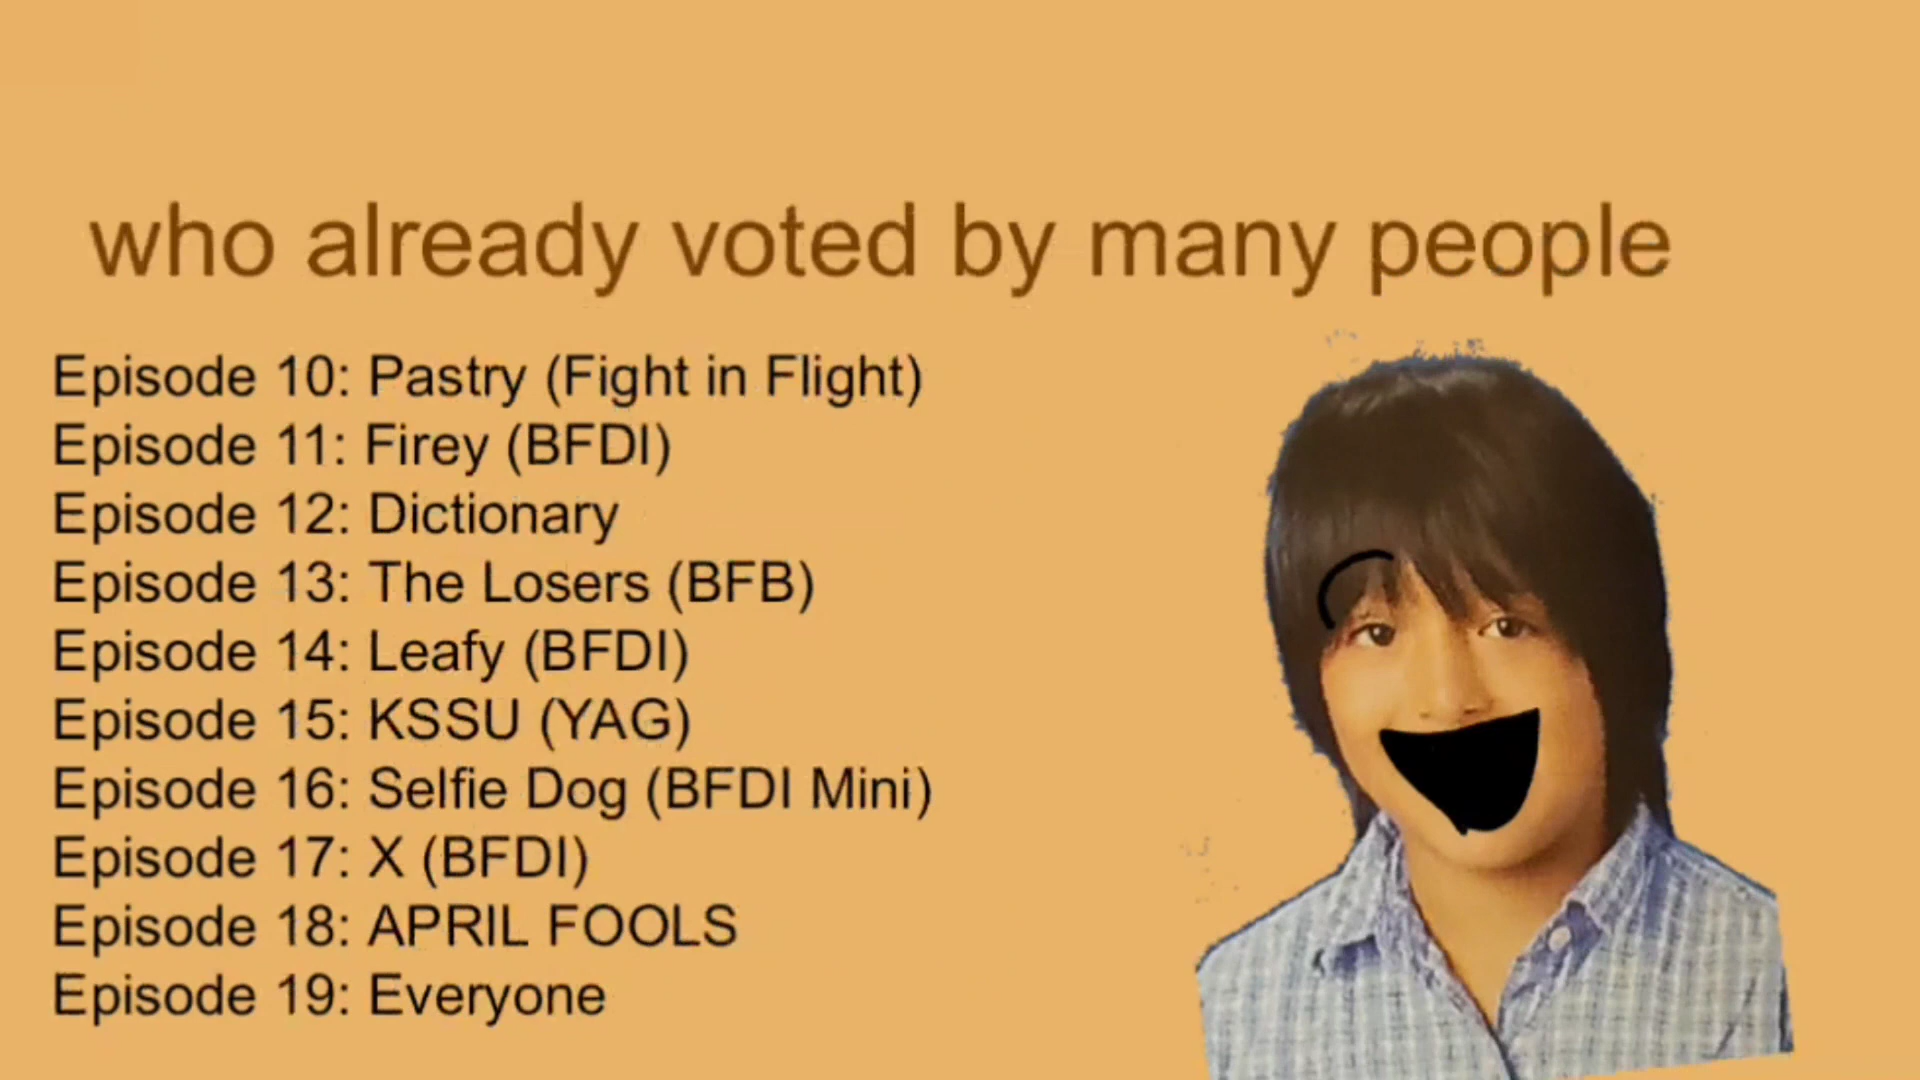 who already voted by many people
Episode 10: Pastry (Fight in Flight)
Episode 11: Firey (BFDI)
Episode 12: Dictionary
Episode 13: The Losers (BFB)
Episode 14: Leafy (BFDI)
Episode 15: KSSU (YAG)
Episode 16: Selfie Dog (BFDI Mini)
Episode 17: X (BFDI)
Episode 18: APRIL FOOLS
Episode 19: Everyone